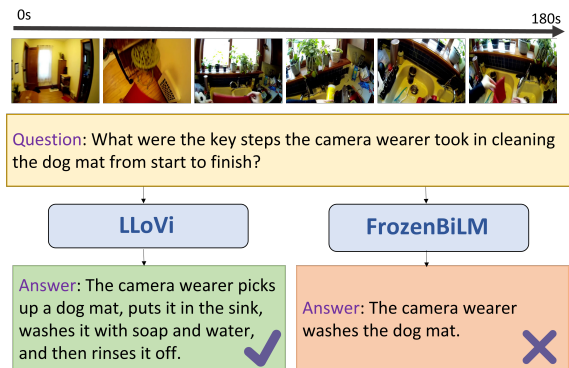 0s
180s
Question: What were the key steps the camera wearer took in cleaning
the dog mat from start to finish?
LLoVi
FrozenBiLM
Answer: The camera wearer picks
up a dog mat, puts it in the sink,
washes it with soap and water,
and then rinses it off.
Answer: The camera wearer
washes the dog mat.